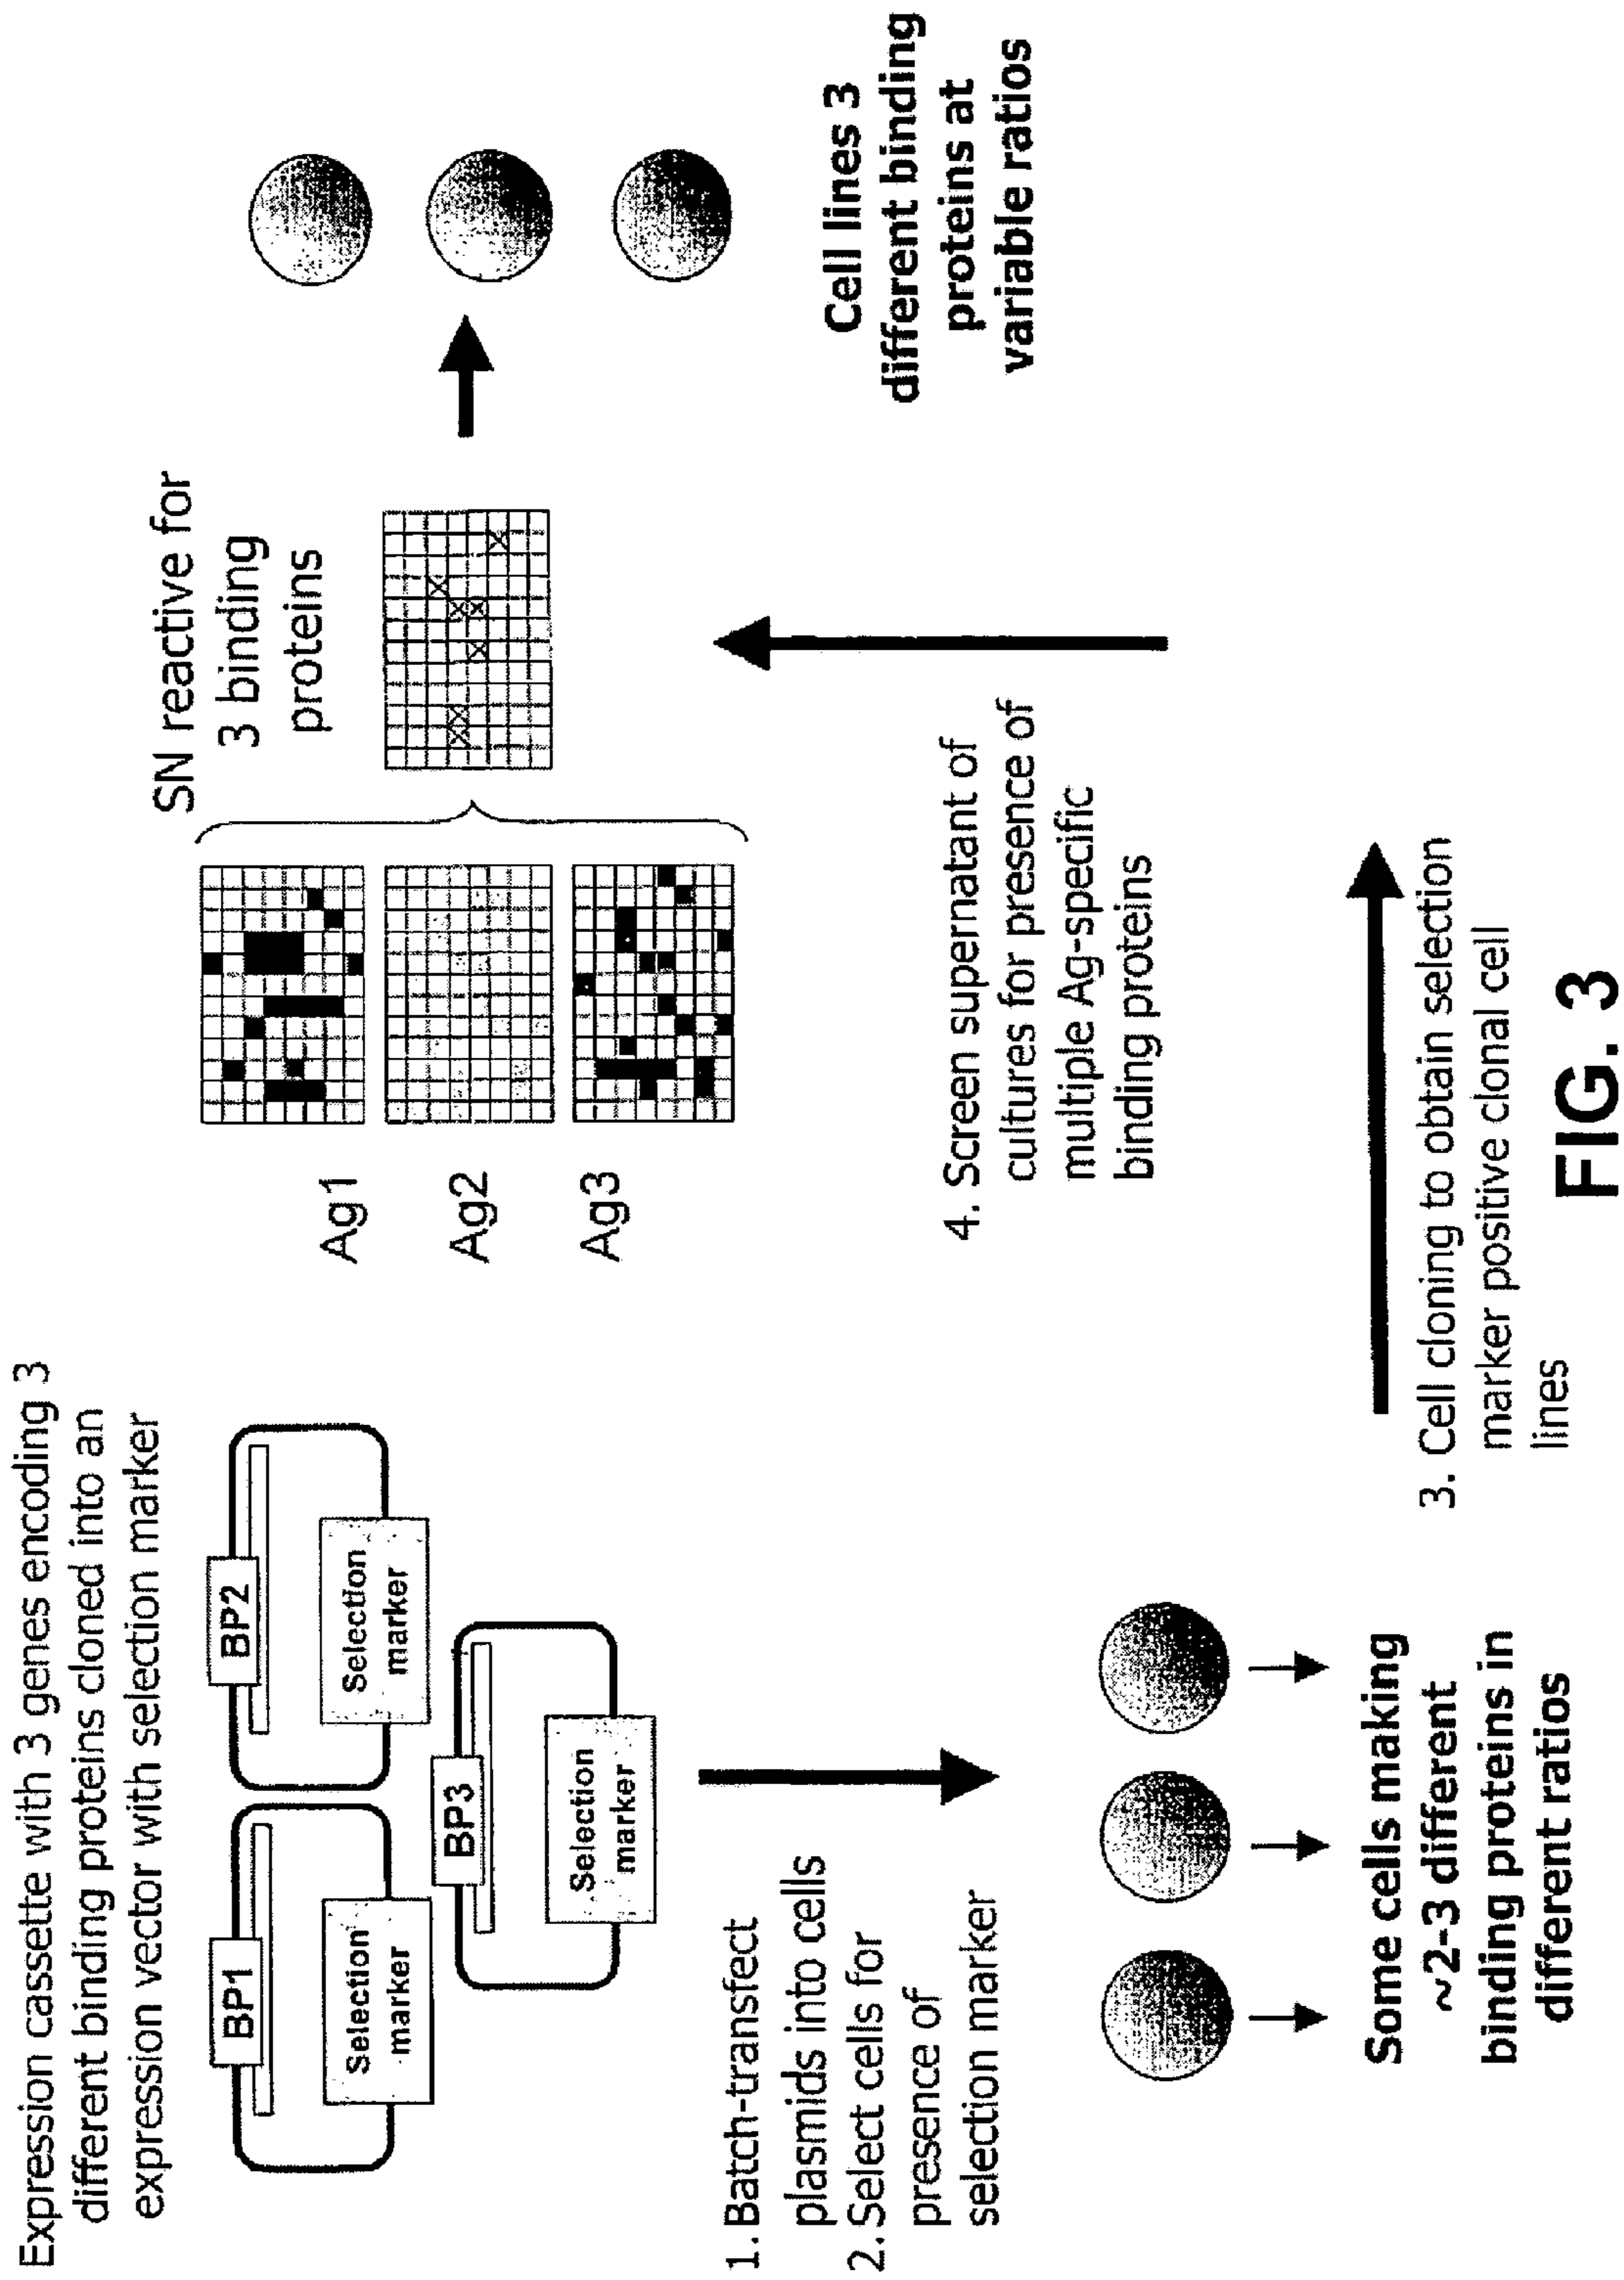 Expression cassette with 3 genes encoding 3
different binding proteins cloned into an
expression vector with selection marker
BP1
Selection
marker
BP2
Selection
marker
BP3
Selection
marker
1. Batch-transfect
plasmids into cells
2. Select cells for
presence of
selection marker
Some cells making
~2-3 different
binding proteins in
different ratios
3. Cell cloning to obtain selection
marker positive clonal cell
lines
4. Screen supernatant of
cultures for presence of
multiple Ag-specific
binding proteins
Ag1
Ag2
Ag3
SN reactive for
3 binding
proteins
Cell lines 3
different binding
proteins at
variable ratios
FIG. 3